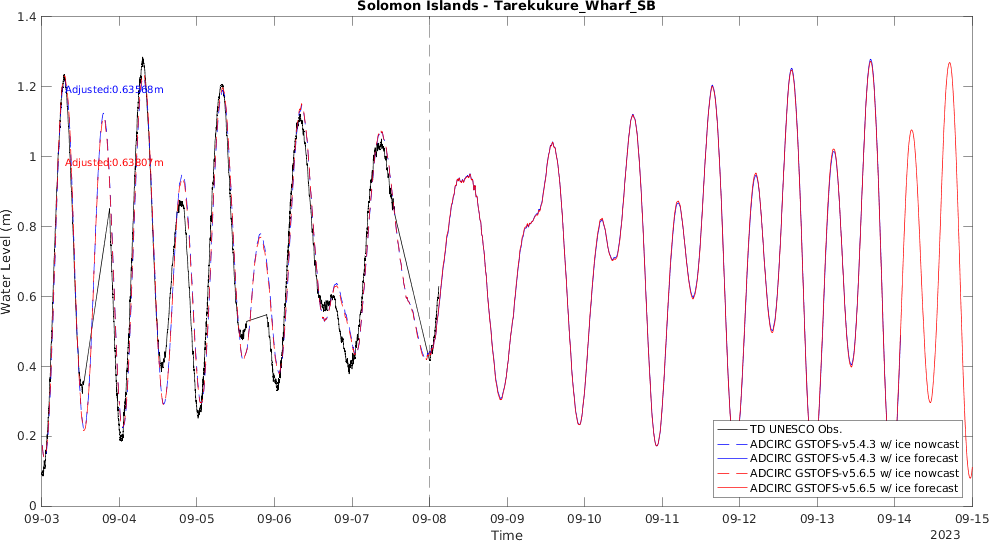 Solomon Islands - Tarekukure_Wharf_SB
1.4
1.2
1
0.8
0.6
0.4
0.2
0
Water Level (m)
Adjusted:0.63568m
Adjusted:0.63807m
TD UNESCO Obs.
ADCIRC GSTOFS-v5.4.3 w/ ice nowcast
ADCIRC GSTOFS-v5.4.3 w/ ice forecast
ADCIRC GSTOFS-v5.6.5 w/ ice nowcast
ADCIRC GSTOFS-v5.6.5 w/ ice forecast
09-03 09-04 09-05 09-06 09-07 09-08 09-09 09-10 09-11 09-12 09-13 09-14 09-15
Time
2023